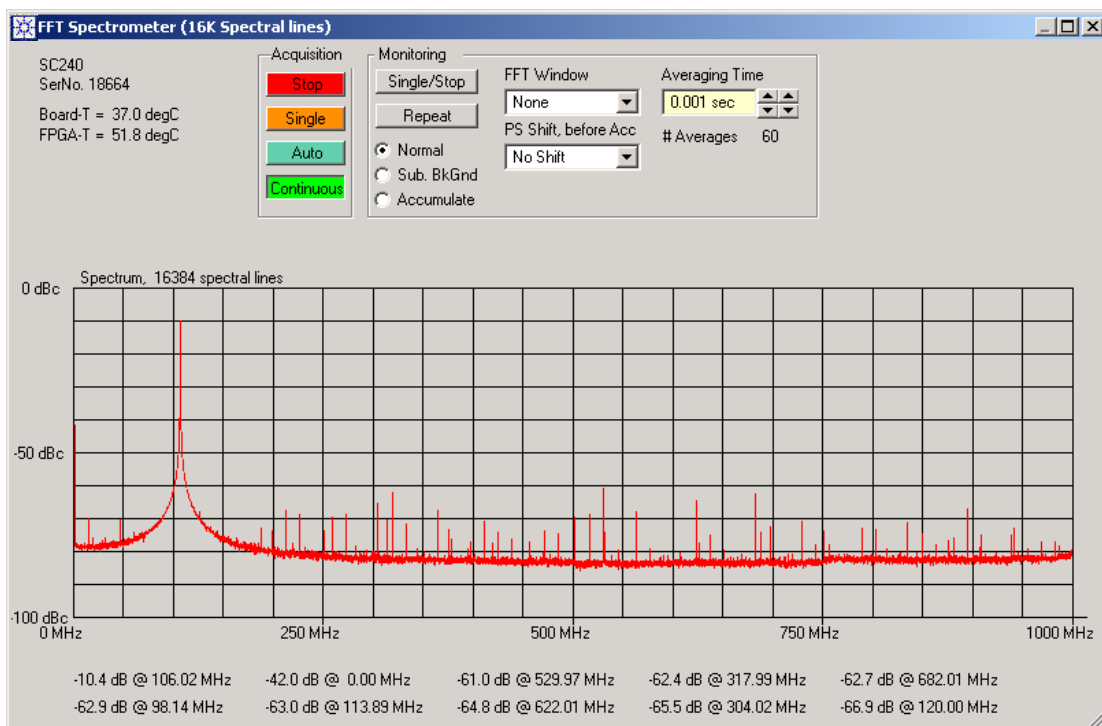 FFT Spectrometer (16K Spectral lines)
SC240
SerNo. 18664
Board-T = 37.0 degC
FPGA-T = 51.8 degC
Acquisition
Stop
Single
Auto
Continuous
Monitoring
Single/Stop
Repeat
Normal
Sub. BkGnd
Accumulate
FFT Window
None
PS Shift, before Acc
No Shift
Averaging Time
0.001 sec
# Averages 60
Spectrum, 16384 spectral lines
0 dBc
-50 dBc
-100 dBc
0 MHz 250 MHz 500 MHz 750 MHz 1000 MHz
-10.4 dB @ 106.02 MHz -42.0 dB @ 0.00 MHz -61.0 dB @ 529.97 MHz -62.4 dB @ 317.99 MHz -62.7 dB @ 682.01 MHz
-62.9 dB @ 98.14 MHz -63.0 dB @ 113.89 MHz -64.8 dB @ 622.01 MHz -65.5 dB @ 304.02 MHz -66.9 dB @ 120.00 MHz